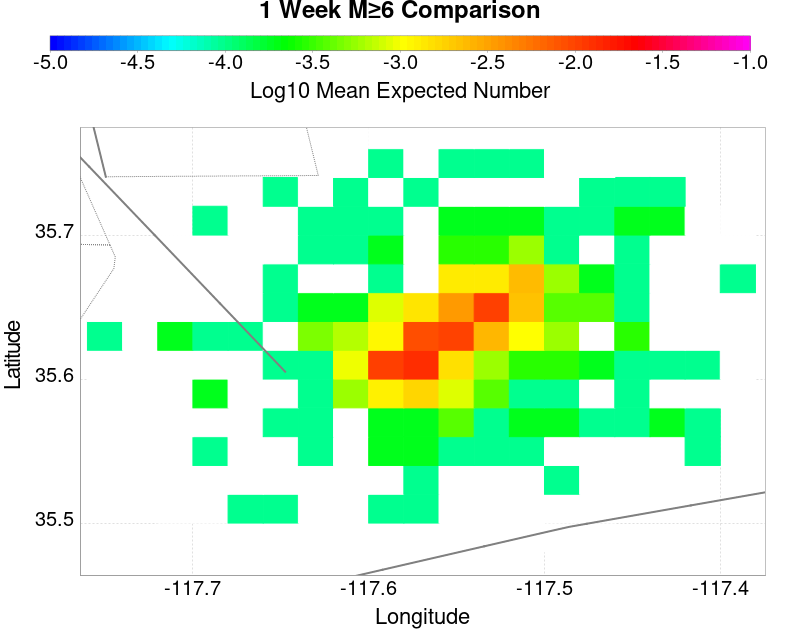 1 Week M≥6 Comparison
-5.0 -4.5 -4.0 -3.5 -3.0 -2.5 -2.0 -1.5 -1.0
Log10 Mean Expected Number
35.7
35.6
35.5
Latitude
-117.7 -117.6 -117.5 -117.4
Longitude